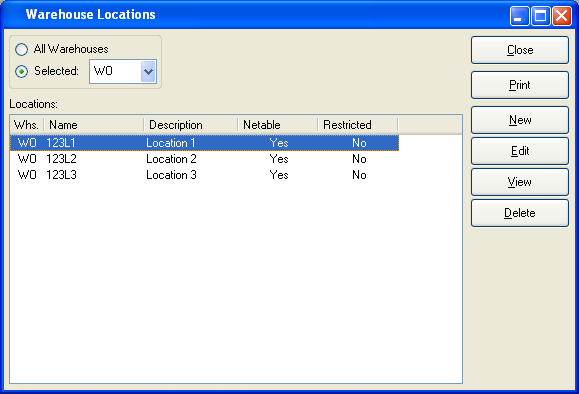 Warehouse Locations
All Warehouses
Selected: WO
Close
Print
New
Edit
View
Delete
Locations:
Whs. Name Description Netable Restricted
WO 123L1 Location 1 Yes No
WO 123L2 Location 2 Yes No
WO 123L3 Location 3 Yes No